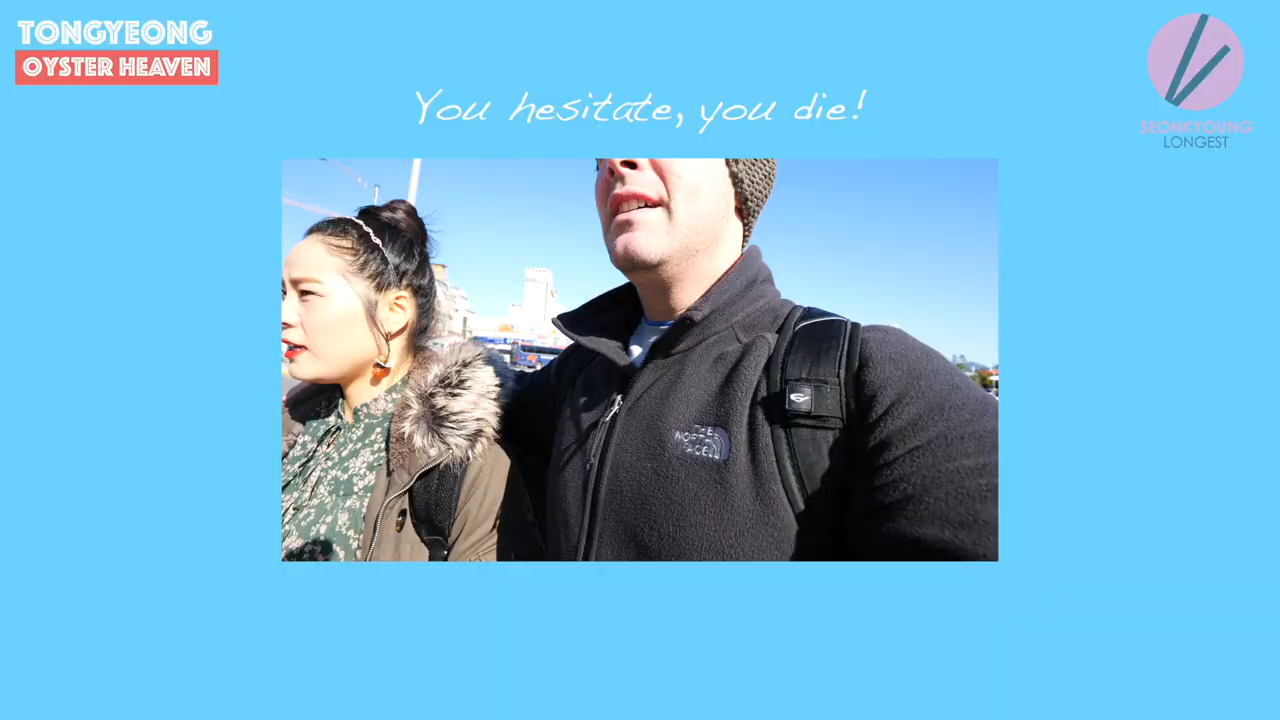 TONGYEONG
OYSTER HEAVEN
You hesitate, you die!
SEONKYOUNG
LONGEST
THE
NORTH
FACE